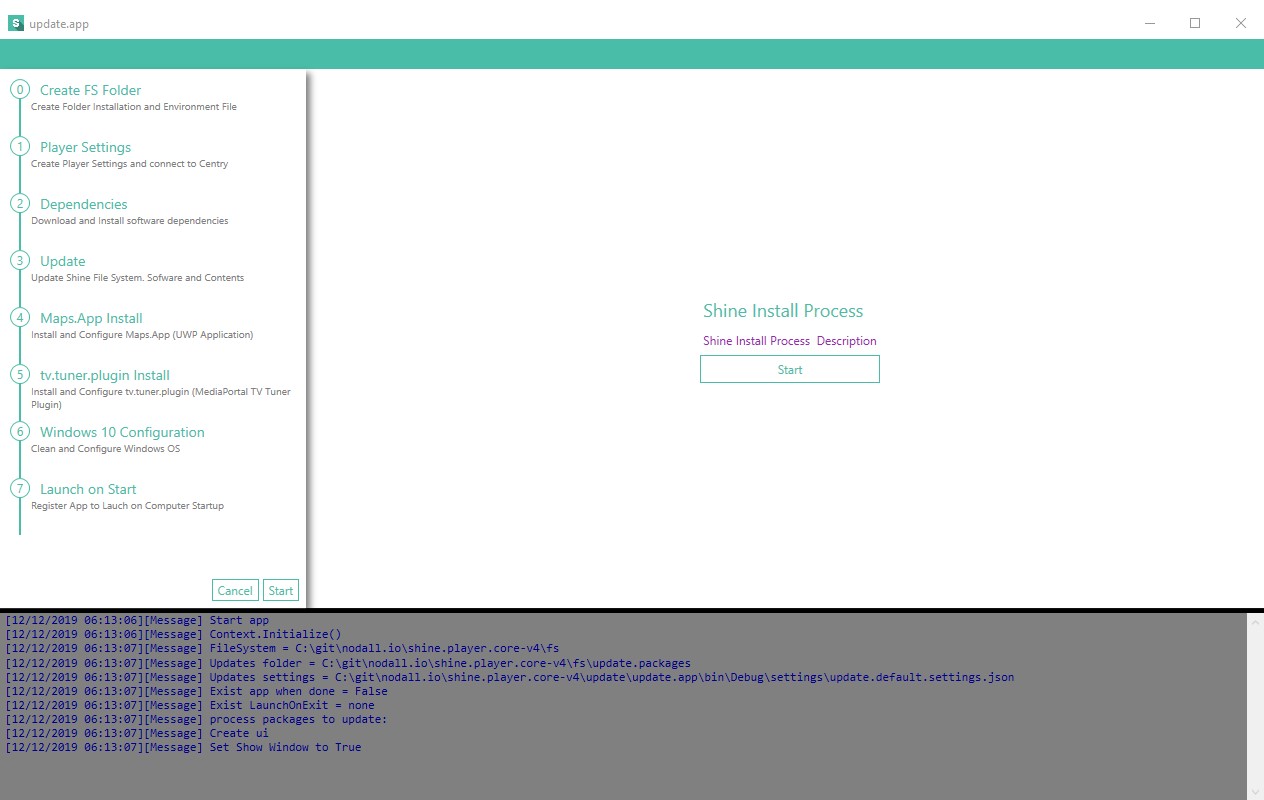 S update.app
0 Create FS Folder
Create Folder Installation and Environment File
1 Player Settings
Create Player Settings and connect to Centry
2 Dependencies
Download and Install software dependencies
3 Update
Update Shine File System. Sofware and Contents
4 Maps.App Install
Install and Configure Maps.App (UWP Application)
5 tv.tuner.plugin Install
Install and Configure tv.tuner.plugin (MediaPortal TV Tuner
Plugin)
6 Windows 10 Configuration
Clean and Configure Windows OS
7 Launch on Start
Register App to Lauch on Computer Startup
Cancel Start
Shine Install Process
Shine Install Process  Description
Start
[12/12/2019 06:13:06][Message] Start app
[12/12/2019 06:13:06][Message] Context.Initialize()
[12/12/2019 06:13:07][Message] FileSystem = C:\git\nodall.io\shine.player.core-v4\fs
[12/12/2019 06:13:07][Message] Updates folder = C:\git\nodall.io\shine.player.core-v4\fs\update.packages
[12/12/2019 06:13:07][Message] Updates settings = C:\git\nodall.io\shine.player.core-v4\update\update.app\bin\Debug\settings\update.default.settings.json
[12/12/2019 06:13:07][Message] Exist app when done = False
[12/12/2019 06:13:07][Message] Exist LaunchOnExit = none
[12/12/2019 06:13:07][Message] process packages to update:
[12/12/2019 06:13:07][Message] Create ui
[12/12/2019 06:13:07][Message] Set Show Window to True